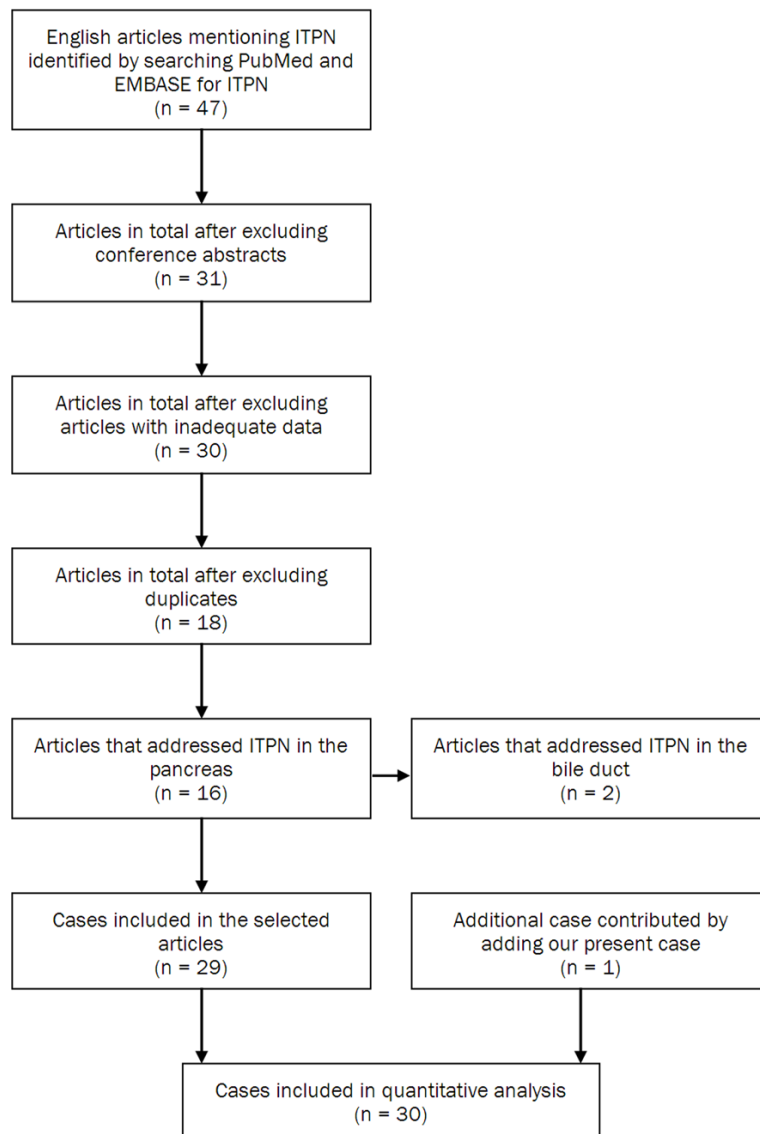 English articles mentioning ITPN
identified by searching PubMed and
EMBASE for ITPN
(n = 47)
Articles in total after excluding
conference abstracts
(n = 31)
Articles in total after excluding
articles with inadequate data
(n = 30)
Articles in total after excluding
duplicates
(n = 18)
Articles that addressed ITPN in the
pancreas
(n = 16)
Articles that addressed ITPN in the
bile duct
(n = 2)
Cases included in the selected
articles
(n = 29)
Additional case contributed by
adding our present case
(n = 1)
Cases included in quantitative analysis
(n = 30)